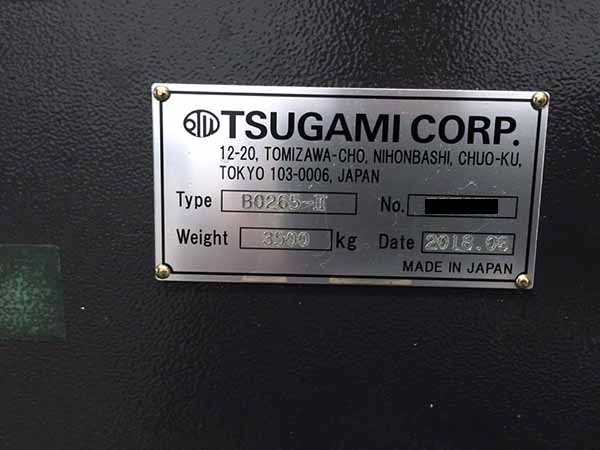 TSUGAMI CORP.
12-20, TOMIZAWA-CHO, NIHONBASHI, CHUO-KU,
TOKYO 103-0006, JAPAN
Type B0265-II No.
Weight 3500 kg Date 2018.06
MADE IN JAPAN